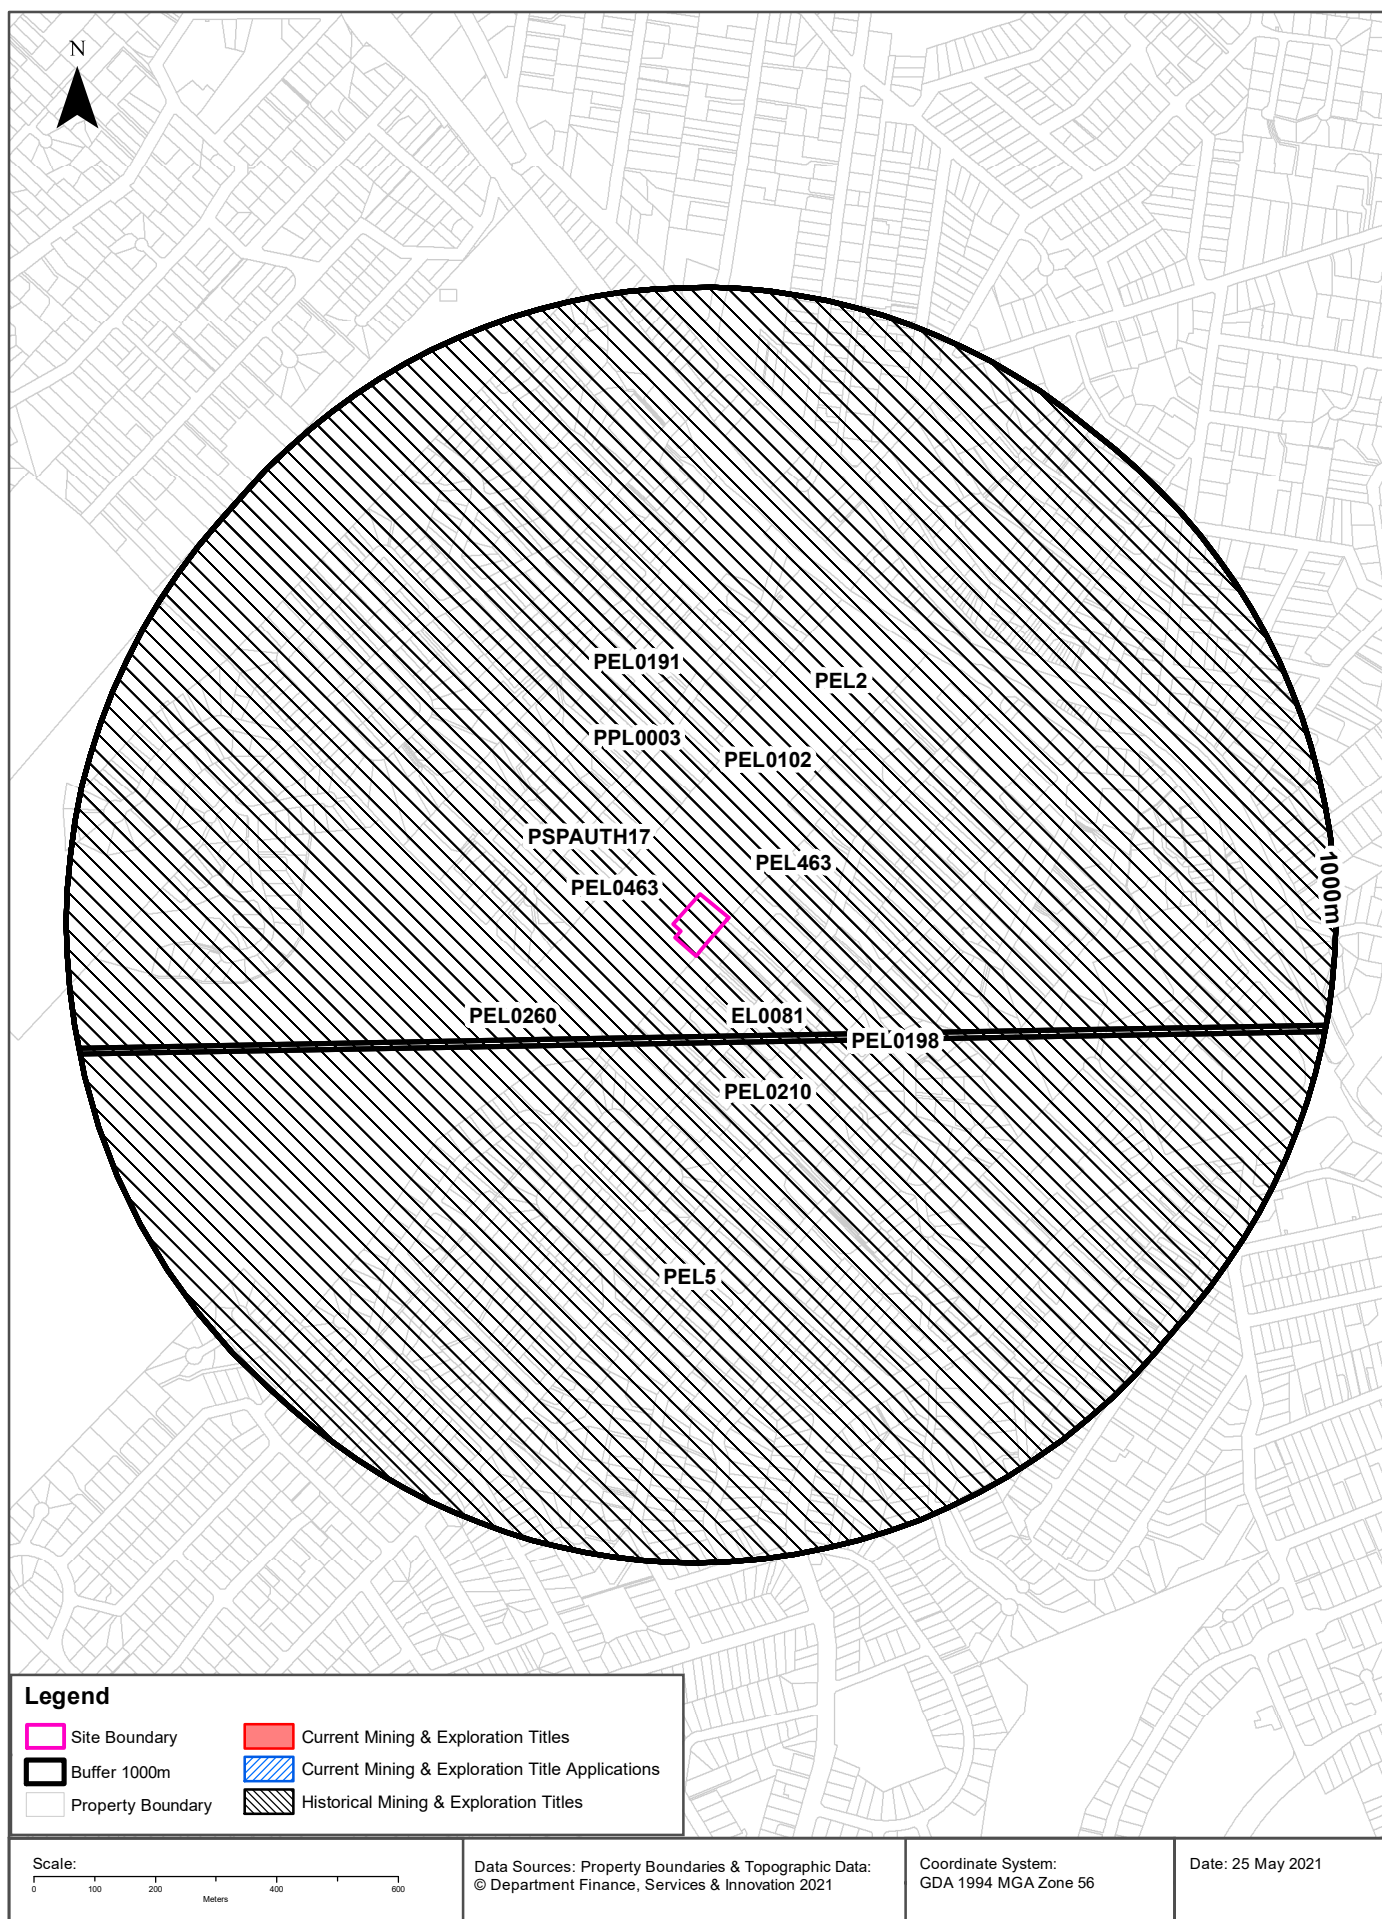 N
PEL0191
PEL2
PPL0003
PEL0102
PSPAUTH17
PEL463
PEL0463
1000m
PEL0260
EL0081
PEL0198
PEL0210
PEL5
Legend
Site Boundary
Buffer 1000m
Property Boundary
Current Mining & Exploration Titles
Current Mining & Exploration Title Applications
Historical Mining & Exploration Titles
Scale:
0 100 200 400 600
Meters
Data Sources: Property Boundaries & Topographic Data:
© Department Finance, Services & Innovation 2021
Coordinate System:
GDA 1994 MGA Zone 56
Date: 25 May 2021